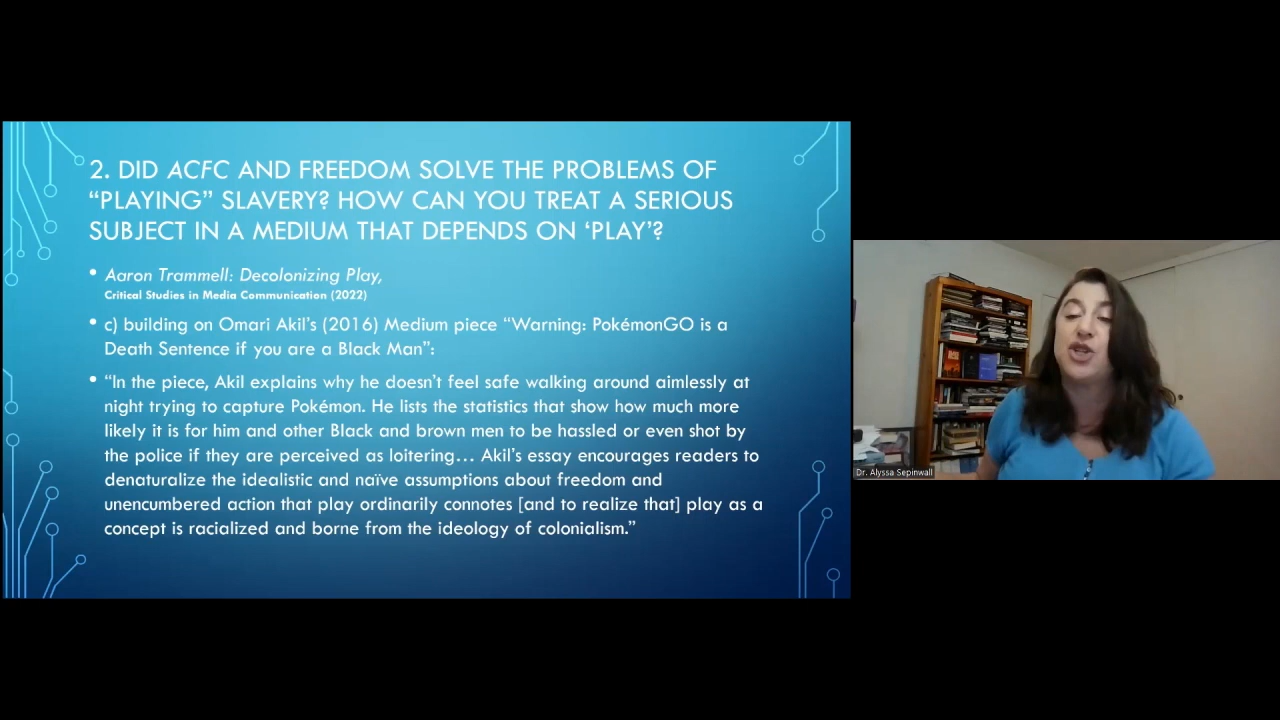 2. DID ACFC AND FREEDOM SOLVE THE PROBLEMS OF
“PLAYING” SLAVERY? HOW CAN YOU TREAT A SERIOUS
SUBJECT IN A MEDIUM THAT DEPENDS ON ‘PLAY’?
• Aaron Trammell: Decolonizing Play,
Critical Studies in Media Communication (2022)
• c) building on Omari Akil’s (2016) Medium piece “Warning: PokémonGO is a
Death Sentence if you are a Black Man”:
• “In the piece, Akil explains why he doesn’t feel safe walking around aimlessly at
night trying to capture Pokémon. He lists the statistics that show how much more
likely it is for him and other Black and brown men to be hassled or even shot by
the police if they are perceived as loitering… Akil’s essay encourages readers to
denaturalize the idealistic and naïve assumptions about freedom and
unencumbered action that play ordinarily connotes [and to realize that] play as a
concept is racialized and borne from the ideology of colonialism.”
Dr. Alyssa Sepinwall